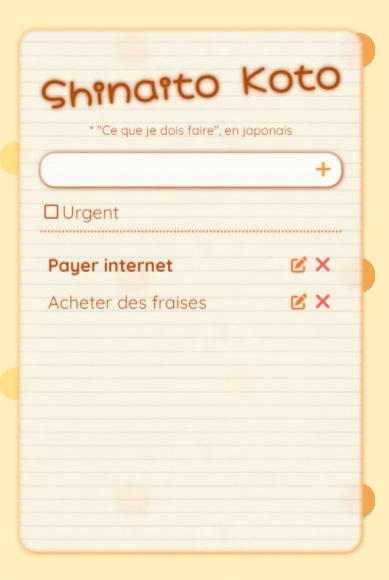 Shinaito Koto
* "Ce que je dois faire", en japonais
+
Urgent
Payer internet
Acheter des fraises